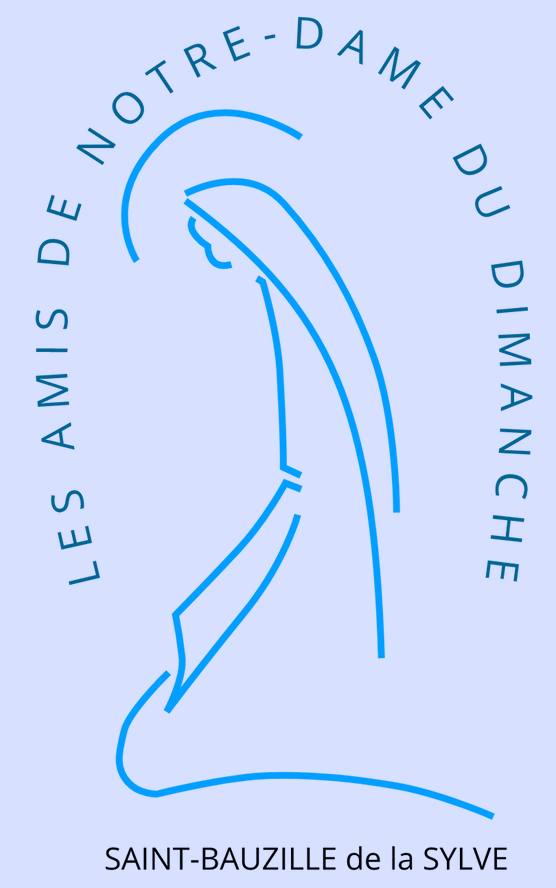 LES AMIS DE NOTRE-DAME DU DIMANCHE
SAINT-BAUZILLE de la SYLVE